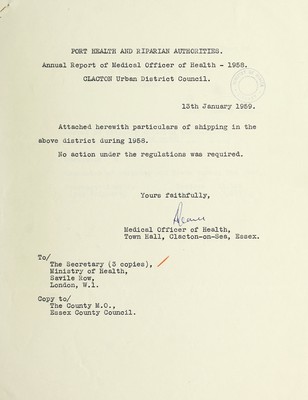 PORT HEALTH AND RIPARIAN AUTHORITIES.
Annual Report of Medical Officer of Health - 1958.
CLACTON Urban District Council.
13th January 1959.
Attached herewith particulars of shipping in the
above district during 1958.
No action under the regulations was required.
Yours faithfully,
Medical Officer of Health,
Town Hall, Clacton-on-Sea, Essex.
To/
The Secretary (3 copies),
Ministry of Health,
Savile Row,
London, W.1.
Copy to/
The County M.O.,
Essex County Council.